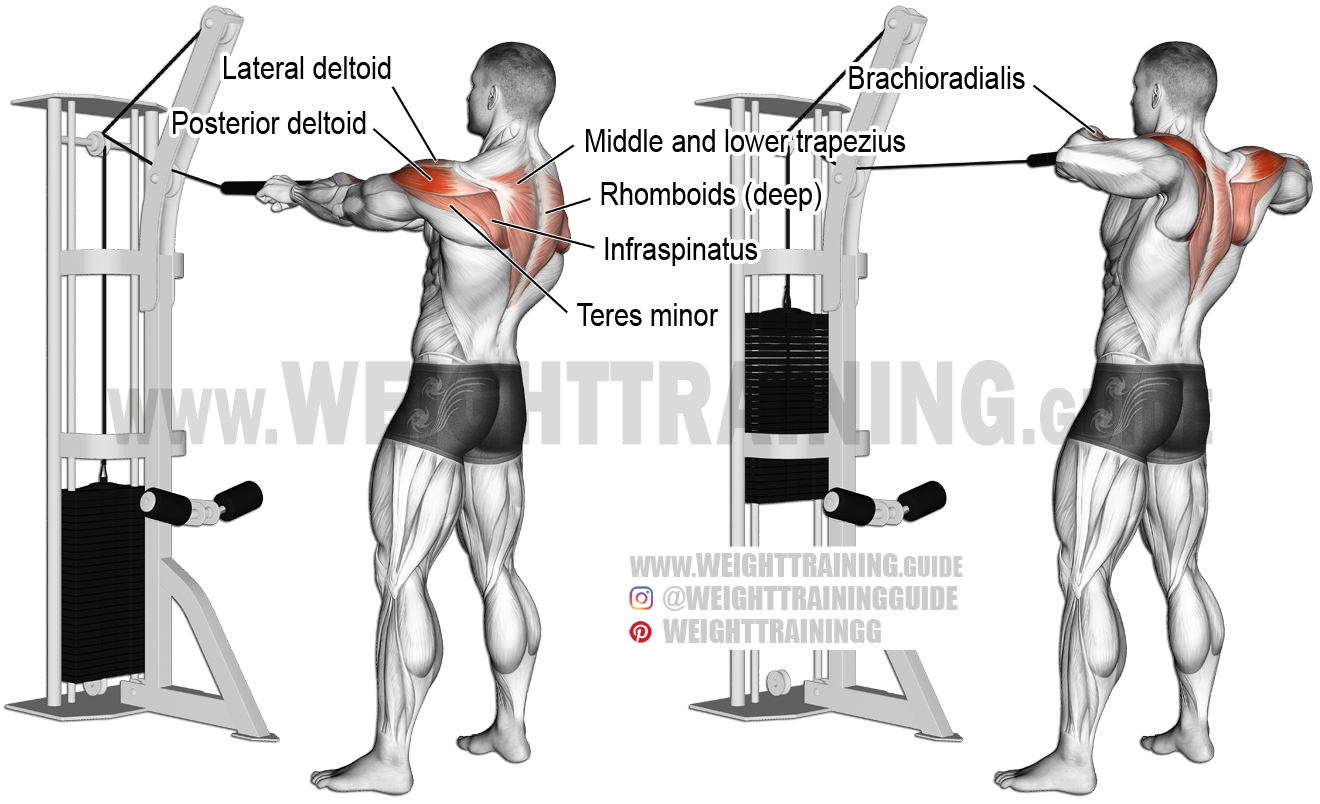 Lateral deltoid
Posterior deltoid
Brachioradialis
Middle and lower trapezius
Rhomboids (deep)
Infraspinatus
Teres minor
www.WEIGHTTRAINING.GUIDE
www.WEIGHTTRAINING.GUIDE
@WEIGHTTRAININGGUIDE
WEIGHTTRAININGG